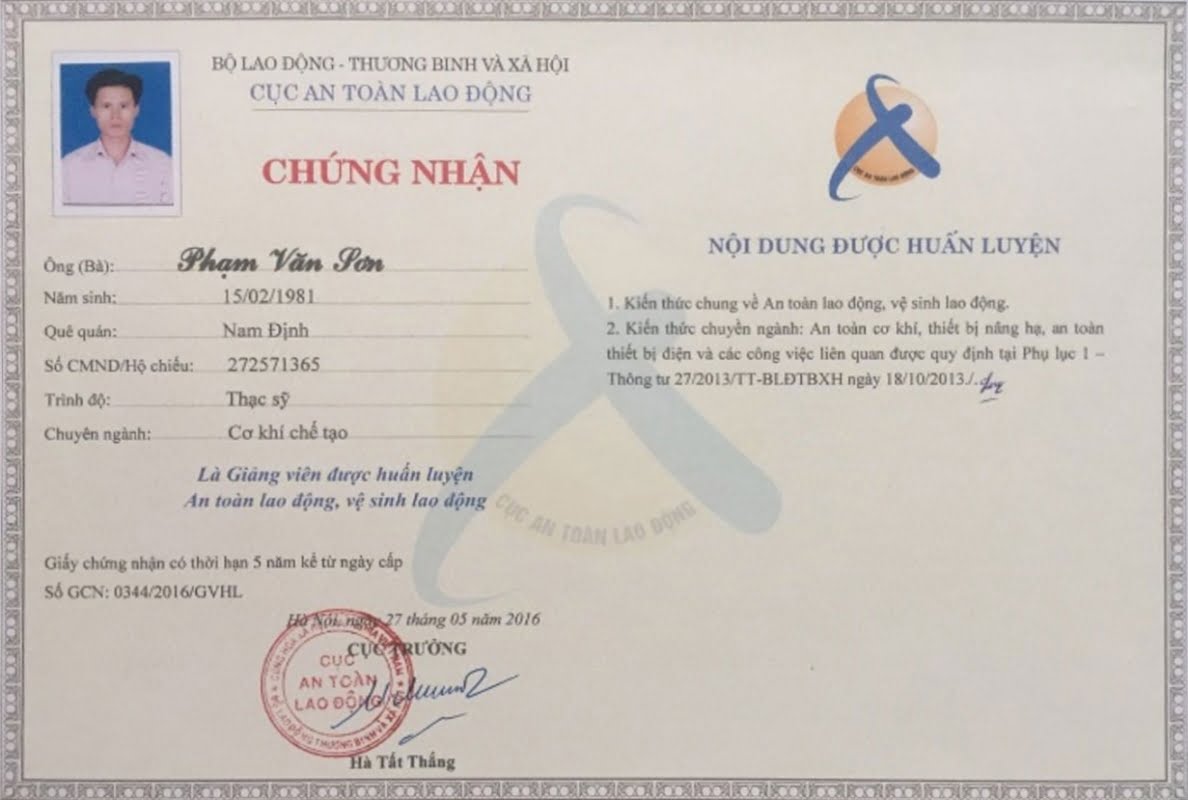 BỘ LAO ĐỘNG - THƯƠNG BINH VÀ XÃ HỘI
CỤC AN TOÀN LAO ĐỘNG
CHỨNG NHẬN
Ông (Bà): Phạm Văn Sơn
Năm sinh: 15/02/1981
Quê quán: Nam Định
Số CMND/Hộ chiếu: 272571365
Trình độ: Thạc sỹ
Chuyên ngành: Cơ khí chế tạo
Là Giảng viên được huấn luyện
An toàn lao động, vệ sinh lao động
Giấy chứng nhận có thời hạn 5 năm kể từ ngày cấp
Số GCN: 0344/2016/GVHL
Hà Nội, ngày 27 tháng 05 năm 2016
CỤC TRƯỞNG
CỤC
AN TOÀN
LAO ĐỘNG
Hà Tất Thắng
CỤC AN TOÀN LAO ĐỘNG
CỤC AN TOÀN LAO ĐỘNG
NỘI DUNG ĐƯỢC HUẤN LUYỆN
1. Kiến thức chung về An toàn lao động, vệ sinh lao động.
2. Kiến thức chuyên ngành: An toàn cơ khí, thiết bị nâng hạ, an toàn
thiết bị điện và các công việc liên quan được quy định tại Phụ lục 1 –
Thông tư 27/2013/TT-BLĐTBXH ngày 18/10/2013./.